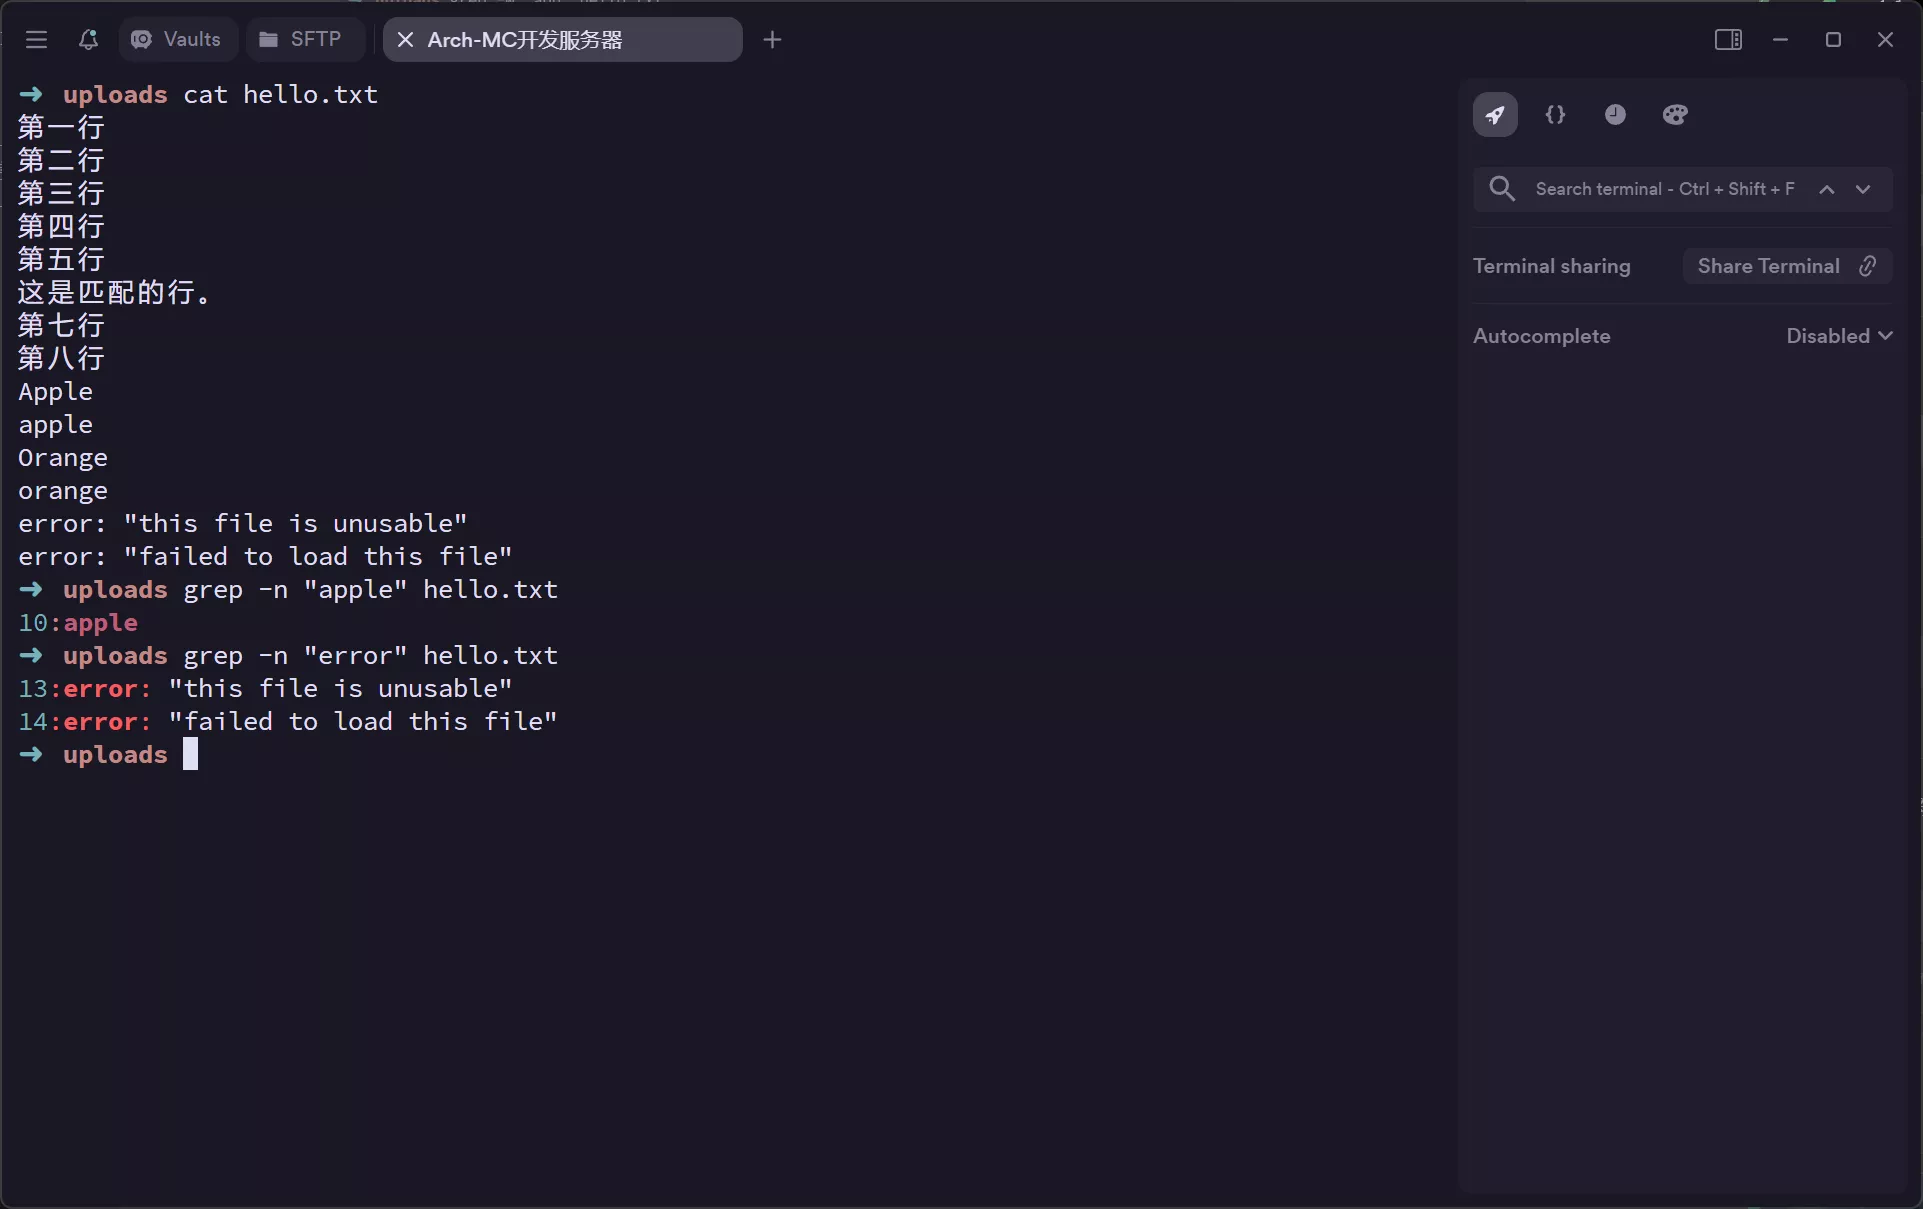 Vaults SFTP Arch-MC开发服务器
➜ uploads cat hello.txt
第一行
第二行
第三行
第四行
第五行
这是匹配的行。
第七行
第八行
Apple
apple
Orange
orange
error: "this file is unusable"
error: "failed to load this file"
➜ uploads grep -n "apple" hello.txt
10:apple
➜ uploads grep -n "error" hello.txt
13:error: "this file is unusable"
14:error: "failed to load this file"
➜ uploads
{}
Search terminal - Ctrl + Shift + F
Terminal sharing Share Terminal
Autocomplete Disabled